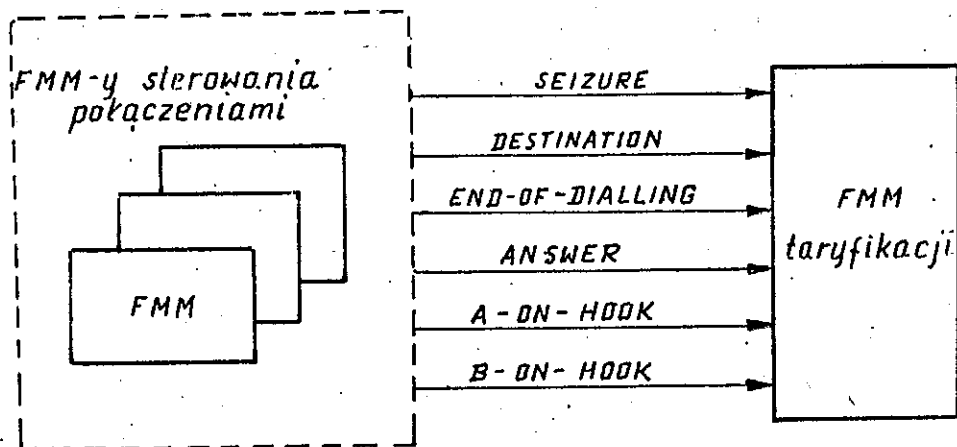 FMM-y sterowania
połączeniami
FMM
SEIZURE
DESTINATION
END-OF-DIALLING
ANSWER
A-ON-HOOK
B-ON-HOOK
FMM
taryfikacji